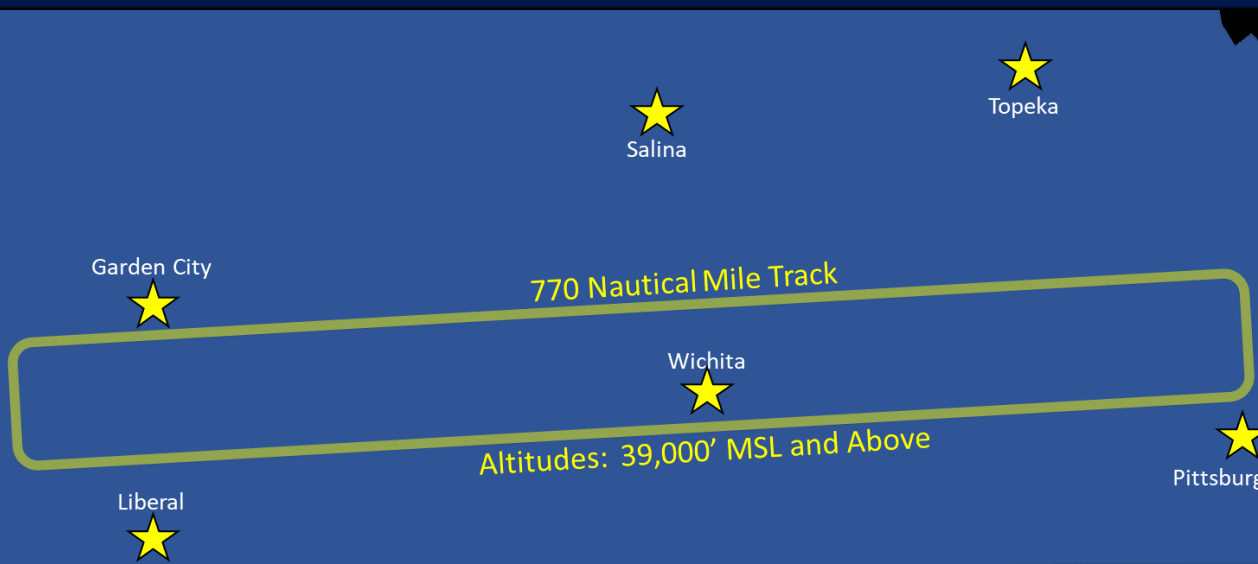 Topeka
Salina
Garden City
770 Nautical Mile Track
Wichita
Altitudes: 39,000' MSL and Above
Pittsburg
Liberal